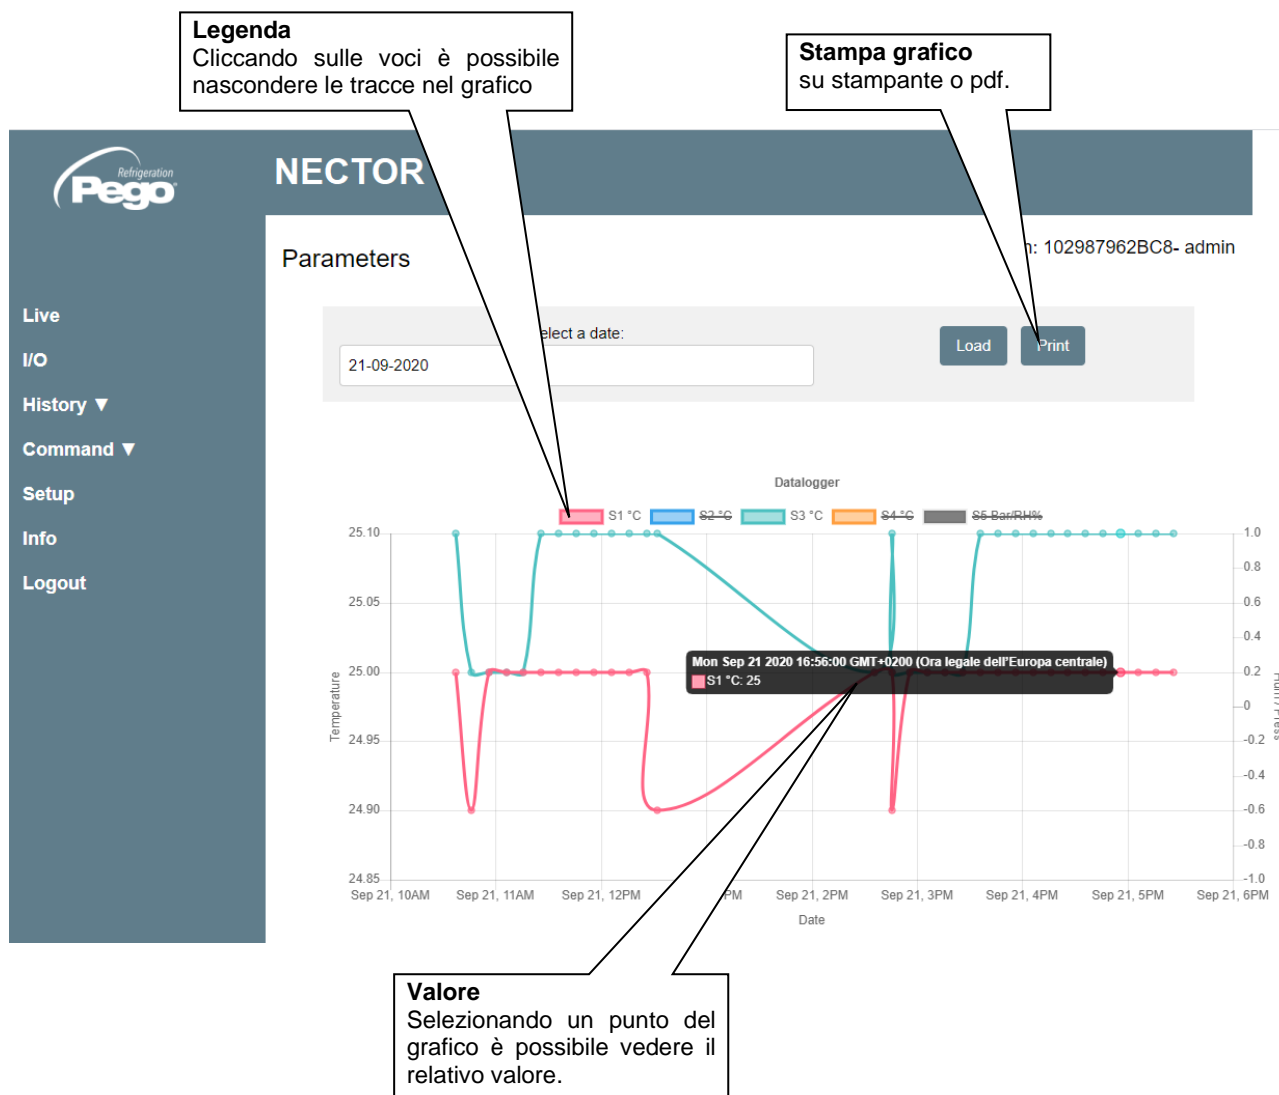 Legenda
Cliccando sulle voci è possibile
nascondere le tracce nel grafico
Stampa grafico
su stampante o pdf.
Refrigeration
Pego
NECTOR
Parameters
: 102987962BC8- admin
Live
I/O
History ▼
Command ▼
Setup
Info
Logout
elect a date:
21-09-2020
Load
Print
Datalogger
S1 °C
S2 °C
S3 °C
S4 °C
S5 Bar/RH%
25.10
25.05
25.00
24.95
24.90
24.85
Temperature
1.0
0.8
0.6
0.4
0.2
0
-0.2
-0.4
-0.6
-0.8
-1.0
Hum / Press
Mon Sep 21 2020 16:56:00 GMT+0200 (Ora legale dell'Europa centrale)
S1 °C: 25
Sep 21, 10AM
Sep 21, 11AM
Sep 21, 12PM
PM
Sep 21, 2PM
Sep 21, 3PM
Sep 21, 4PM
Sep 21, 5PM
Sep 21, 6PM
Date
Valore
Selezionando un punto del
grafico è possibile vedere il
relativo valore.